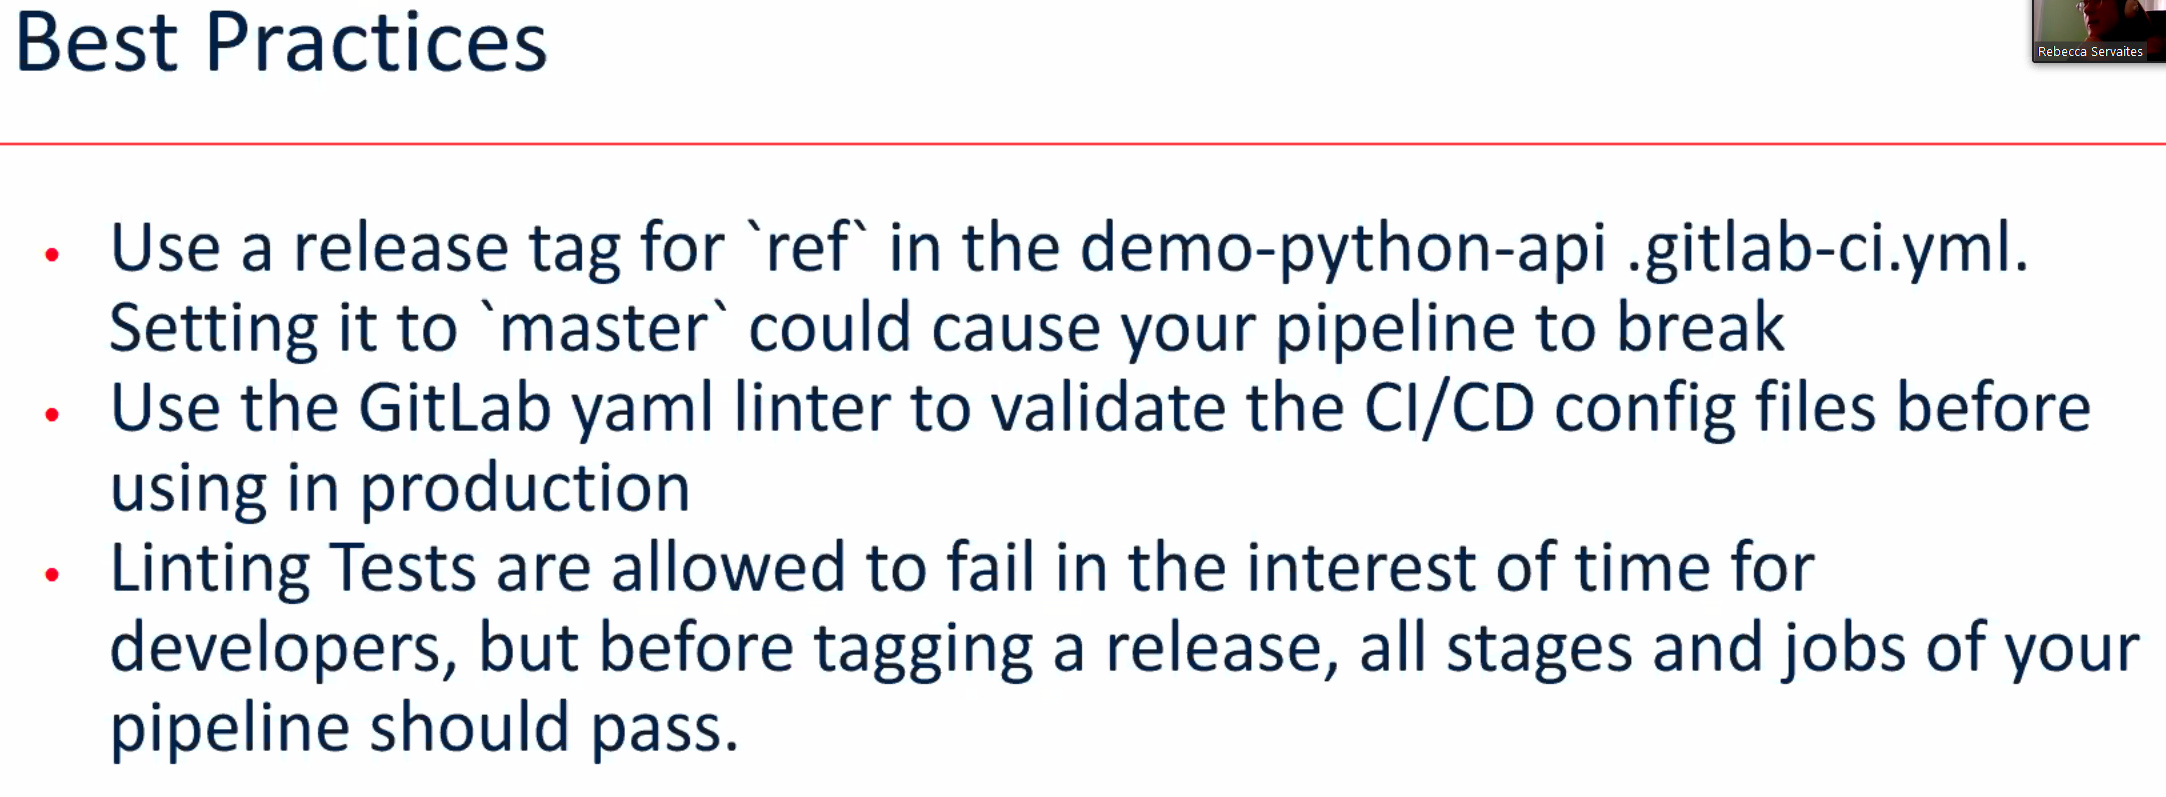 Best Practices
Rebecca Servaites
• Use a release tag for `ref` in the demo-python-api .gitlab-ci.yml.
Setting it to `master` could cause your pipeline to break
• Use the GitLab yaml linter to validate the CI/CD config files before
using in production
• Linting Tests are allowed to fail in the interest of time for
developers, but before tagging a release, all stages and jobs of your
pipeline should pass.